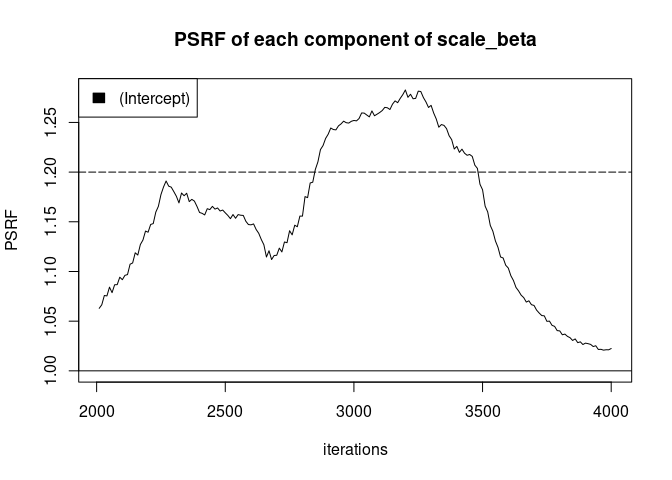 PSRF of each component of scale_beta
(Intercept)
PSRF
1.25
1.20
1.15
1.10
1.05
1.00
2000 2500 3000 3500 4000
iterations